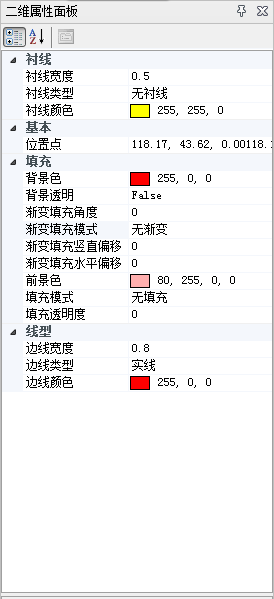 二维属性面板
衬线
衬线宽度 0.5
衬线类型 无衬线
衬线颜色 255, 255, 0
基本
位置点 118.17, 43.62, 0.00118.
填充
背景色 255, 0, 0
背景透明 False
渐变填充角度 0
渐变填充模式 无渐变
渐变填充竖直偏移 0
渐变填充水平偏移 0
前景色 80, 255, 0, 0
填充模式 无填充
填充透明度 0
线型
边线宽度 0.8
边线类型 实线
边线颜色 255, 0, 0